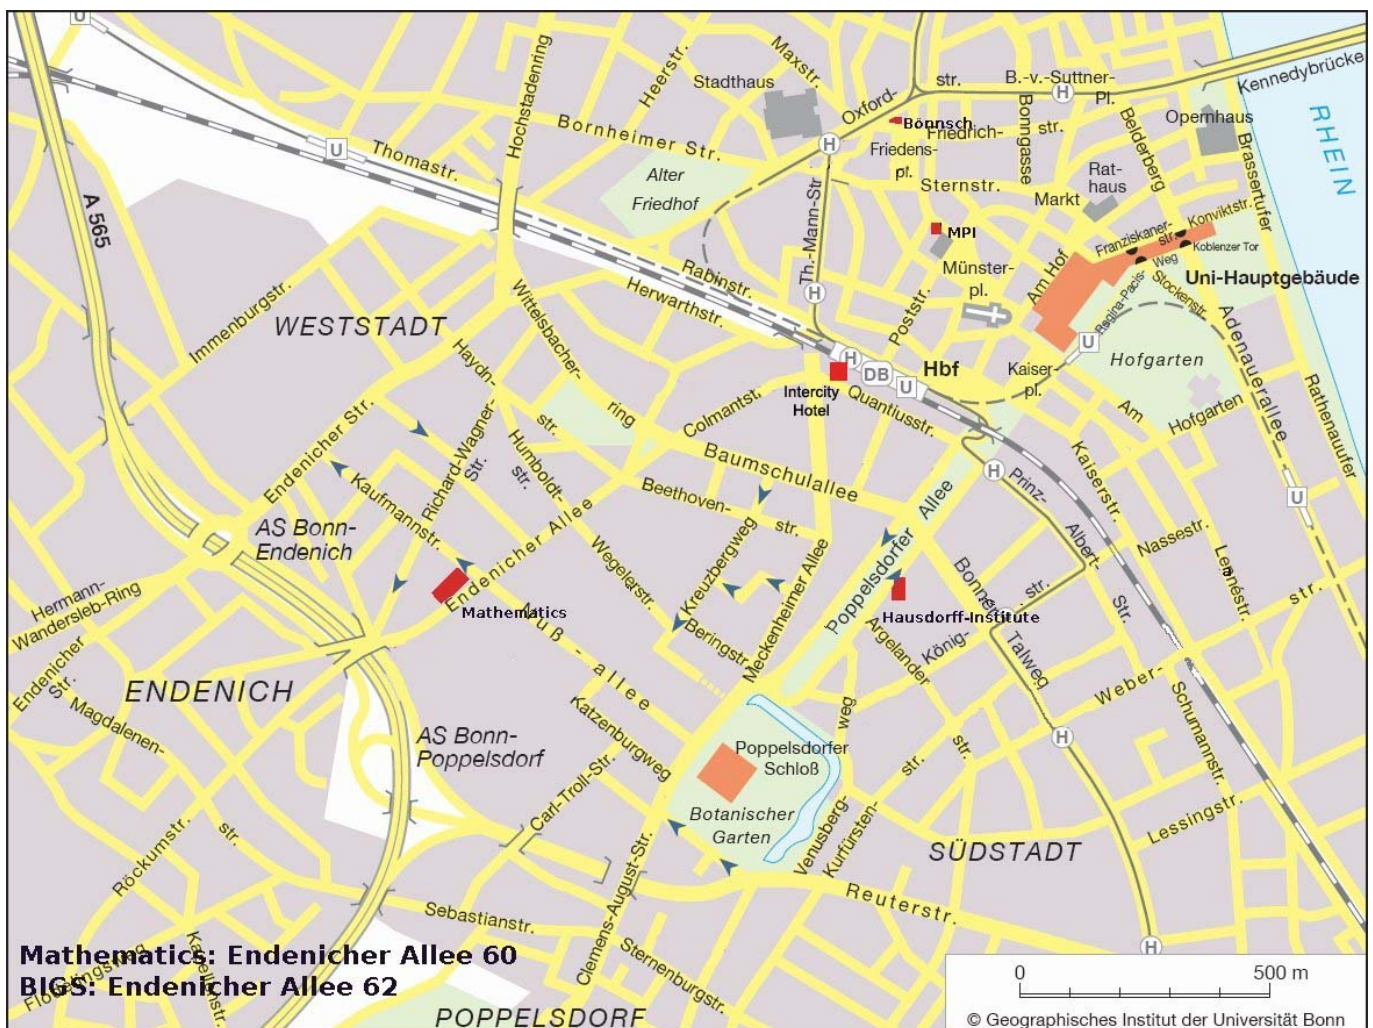 U
Hochstadenring
Heerstr.
Maxstr.
Stadthaus
Oxford-
str.
B.-v.-Suttner-
Pl.
H
Kennedybrücke
RHEIN
A 565
U
Thomastr.
Bornheimer Str.
Alter
Friedhof
H
Bönnsch
Friedrich-
str.
Friedens-
pl.
Bonngasse
Belderberg
Opernhaus
Brassertufer
Sternstr.
Rat-
haus
Markt
Th.-Mann-Str
MPI
Münster-
pl.
Am Hof
Franziskaner-
str.
Konviktstr.
Koblenzer Tor
Regina-Pacis-
Weg
Stockenstr.
Uni-Hauptgebäude
Rabinstr.
Herwarthstr.
H
Poststr.
Immenburgstr.
WESTSTADT
Wittelsbacher-
ring
Haydn-
str.
H
DB
U
Hbf
Kaiser-
pl.
U
Hofgarten
Adenauerallee
Rathenauufer
Intercity
Hotel
Quantiusstr.
Colmantst.
Am
Hofgarten
Endenicher Str.
Richard-Wagner-
Str.
Humboldt-
str.
Baumschulallee
Beethoven-
str.
H
Prinz-
Albert-
Str.
Kaiserstr.
U
Kaufmannstr.
AS Bonn-
Endenich
Endenicher Allee
Wegelerstr.
Kreuzbergweg
Meckenheimer Allee
Poppelsdorfer Allee
Nassestr.
Lennéstr.
Hermann-
Wandersleb-Ring
Mathematics
Nuß-allee
Beringstr.
Hausdorff-Institute
Bonner
Talweg
Argelander
str.
König-
str.
Weber-
str.
Endenicher
Str.
ENDENICH
Magdalenen-
str.
Katzenburgweg
AS Bonn-
Poppelsdorf
Poppelsdorfer
Schloß
weg
H
Schumannstr.
Carl-Troll-Str.
Botanischer
Garten
Venusberg-
Kurfürsten-
str.
SÜDSTADT
Lessingstr.
Röckumstr.
Clemens-August-Str.
Reuterstr.
Sebastianstr.
Sternenburgstr.
H
Mathematics: Endenicher Allee 60
BIGS: Endenicher Allee 62
POPPELSDORF
0
500 m
© Geographisches Institut der Universität Bonn